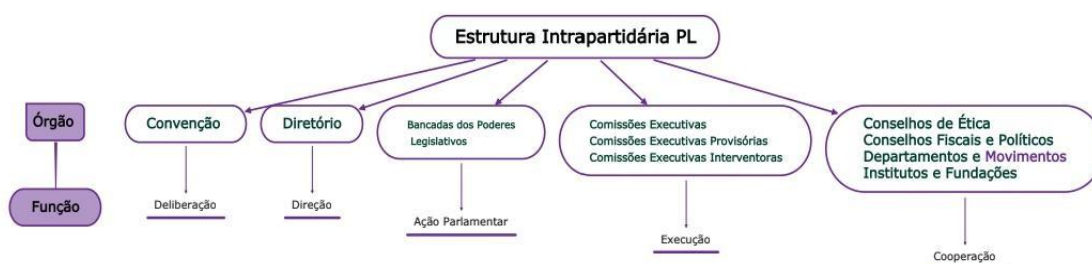 Estrutura Intrapartidária PL
Órgão
Convenção
Diretório
Bancadas dos Poderes
Legislativos
Comissões Executivas
Comissões Executivas Provisórias
Comissões Executivas Interventoras
Conselhos de Ética
Conselhos Fiscais e Políticos
Departamentos e Movimentos
Institutos e Fundações
Função
Deliberação
Direção
Ação Parlamentar
Execução
Cooperação